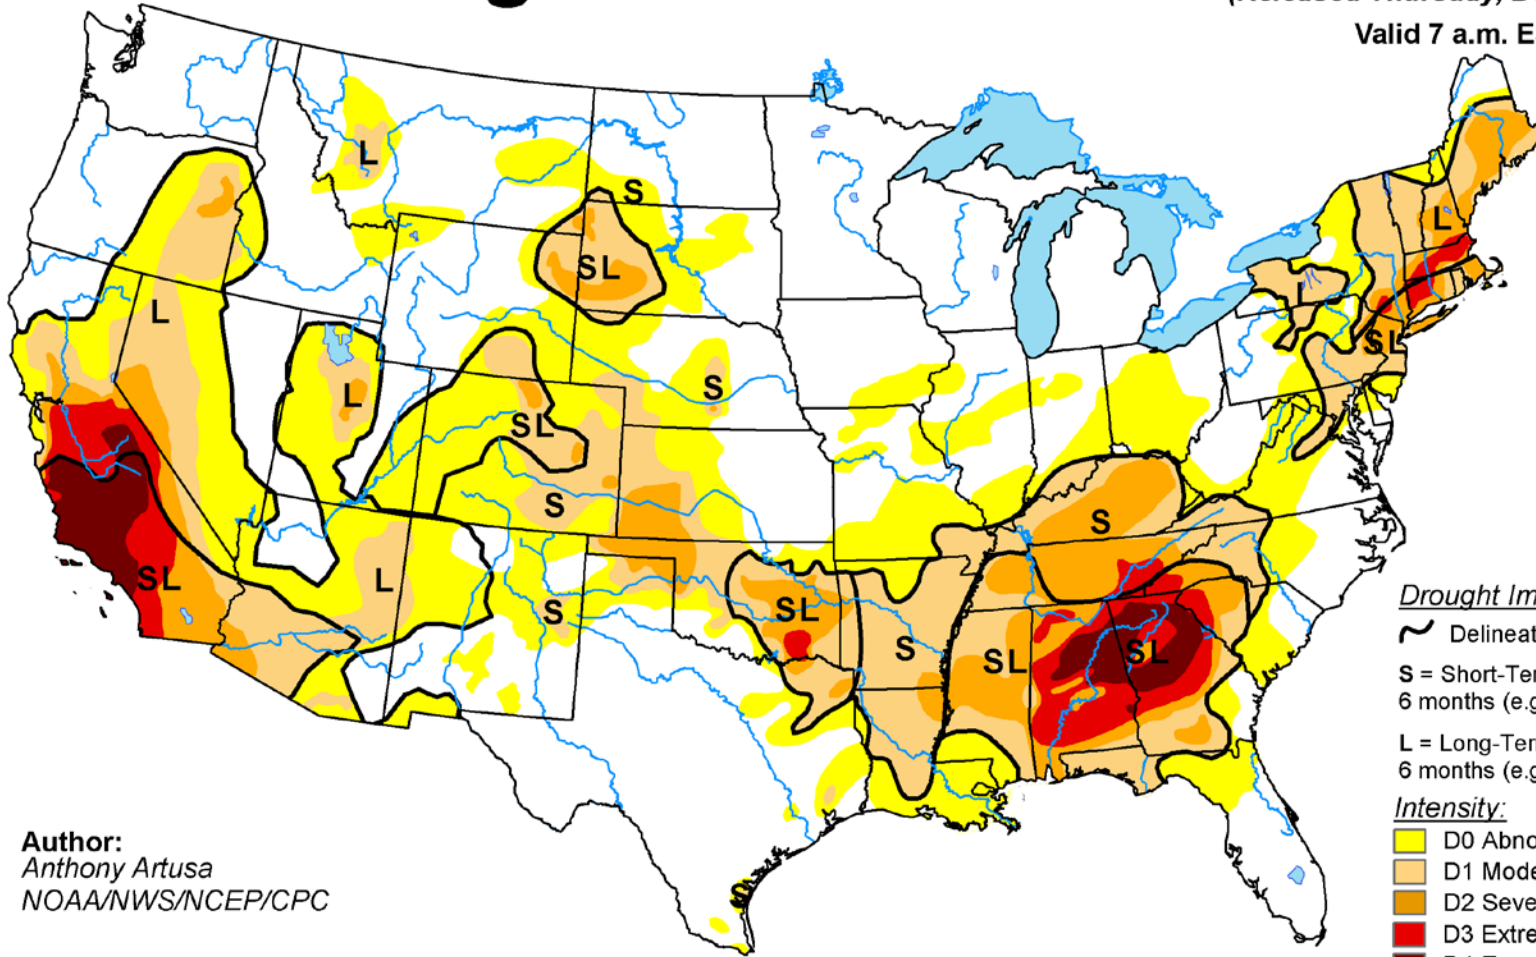 Valid 7 a.m. E
L
S
SL
L
L
L
SL
S
L
SL
S
S
SL
L
S
SL
S
SL
SL
S
Drought Im
Delineat
S = Short-Ter
6 months (e.g
L = Long-Ter
6 months (e.g
Intensity:
D0 Abno
D1 Mode
D2 Seve
D3 Extre
Author:
Anthony Artusa
NOAA/NWS/NCEP/CPC